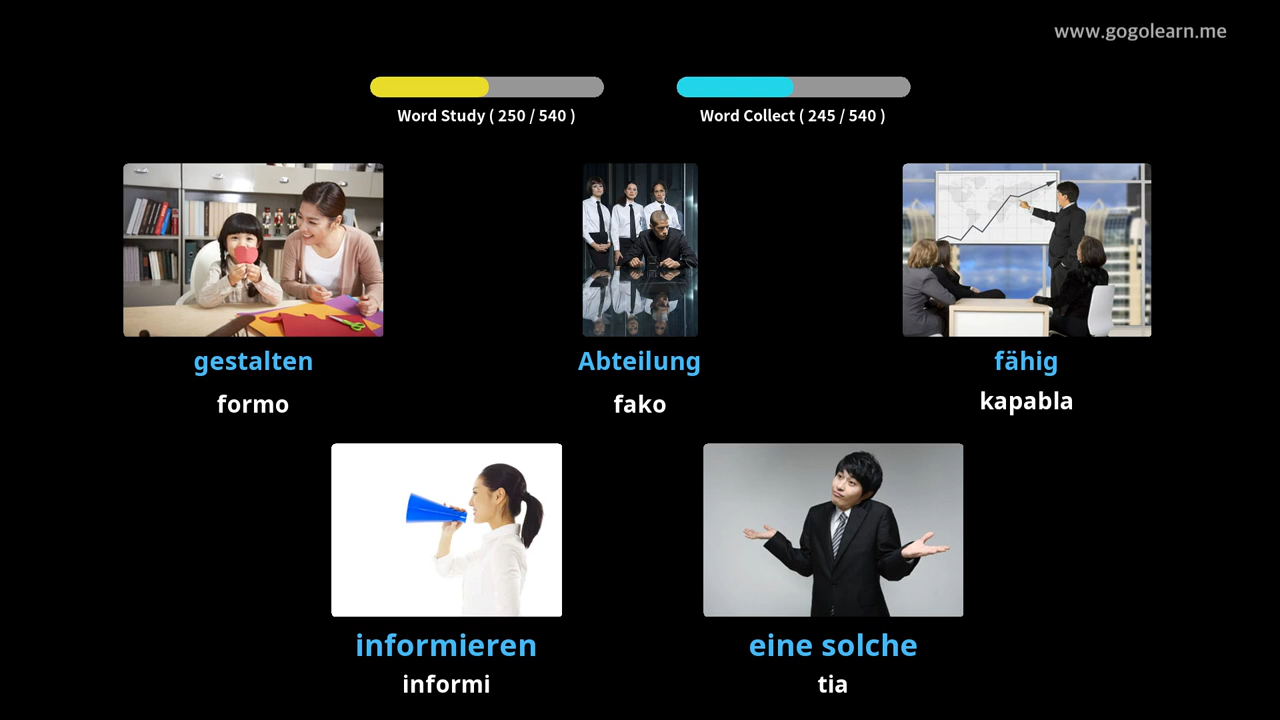 www.gogolearn.me
Word Study ( 250 / 540 )
Word Collect ( 245 / 540 )
gestalten
formo
Abteilung
fako
fähig
kapabla
informieren
informi
eine solche
tia